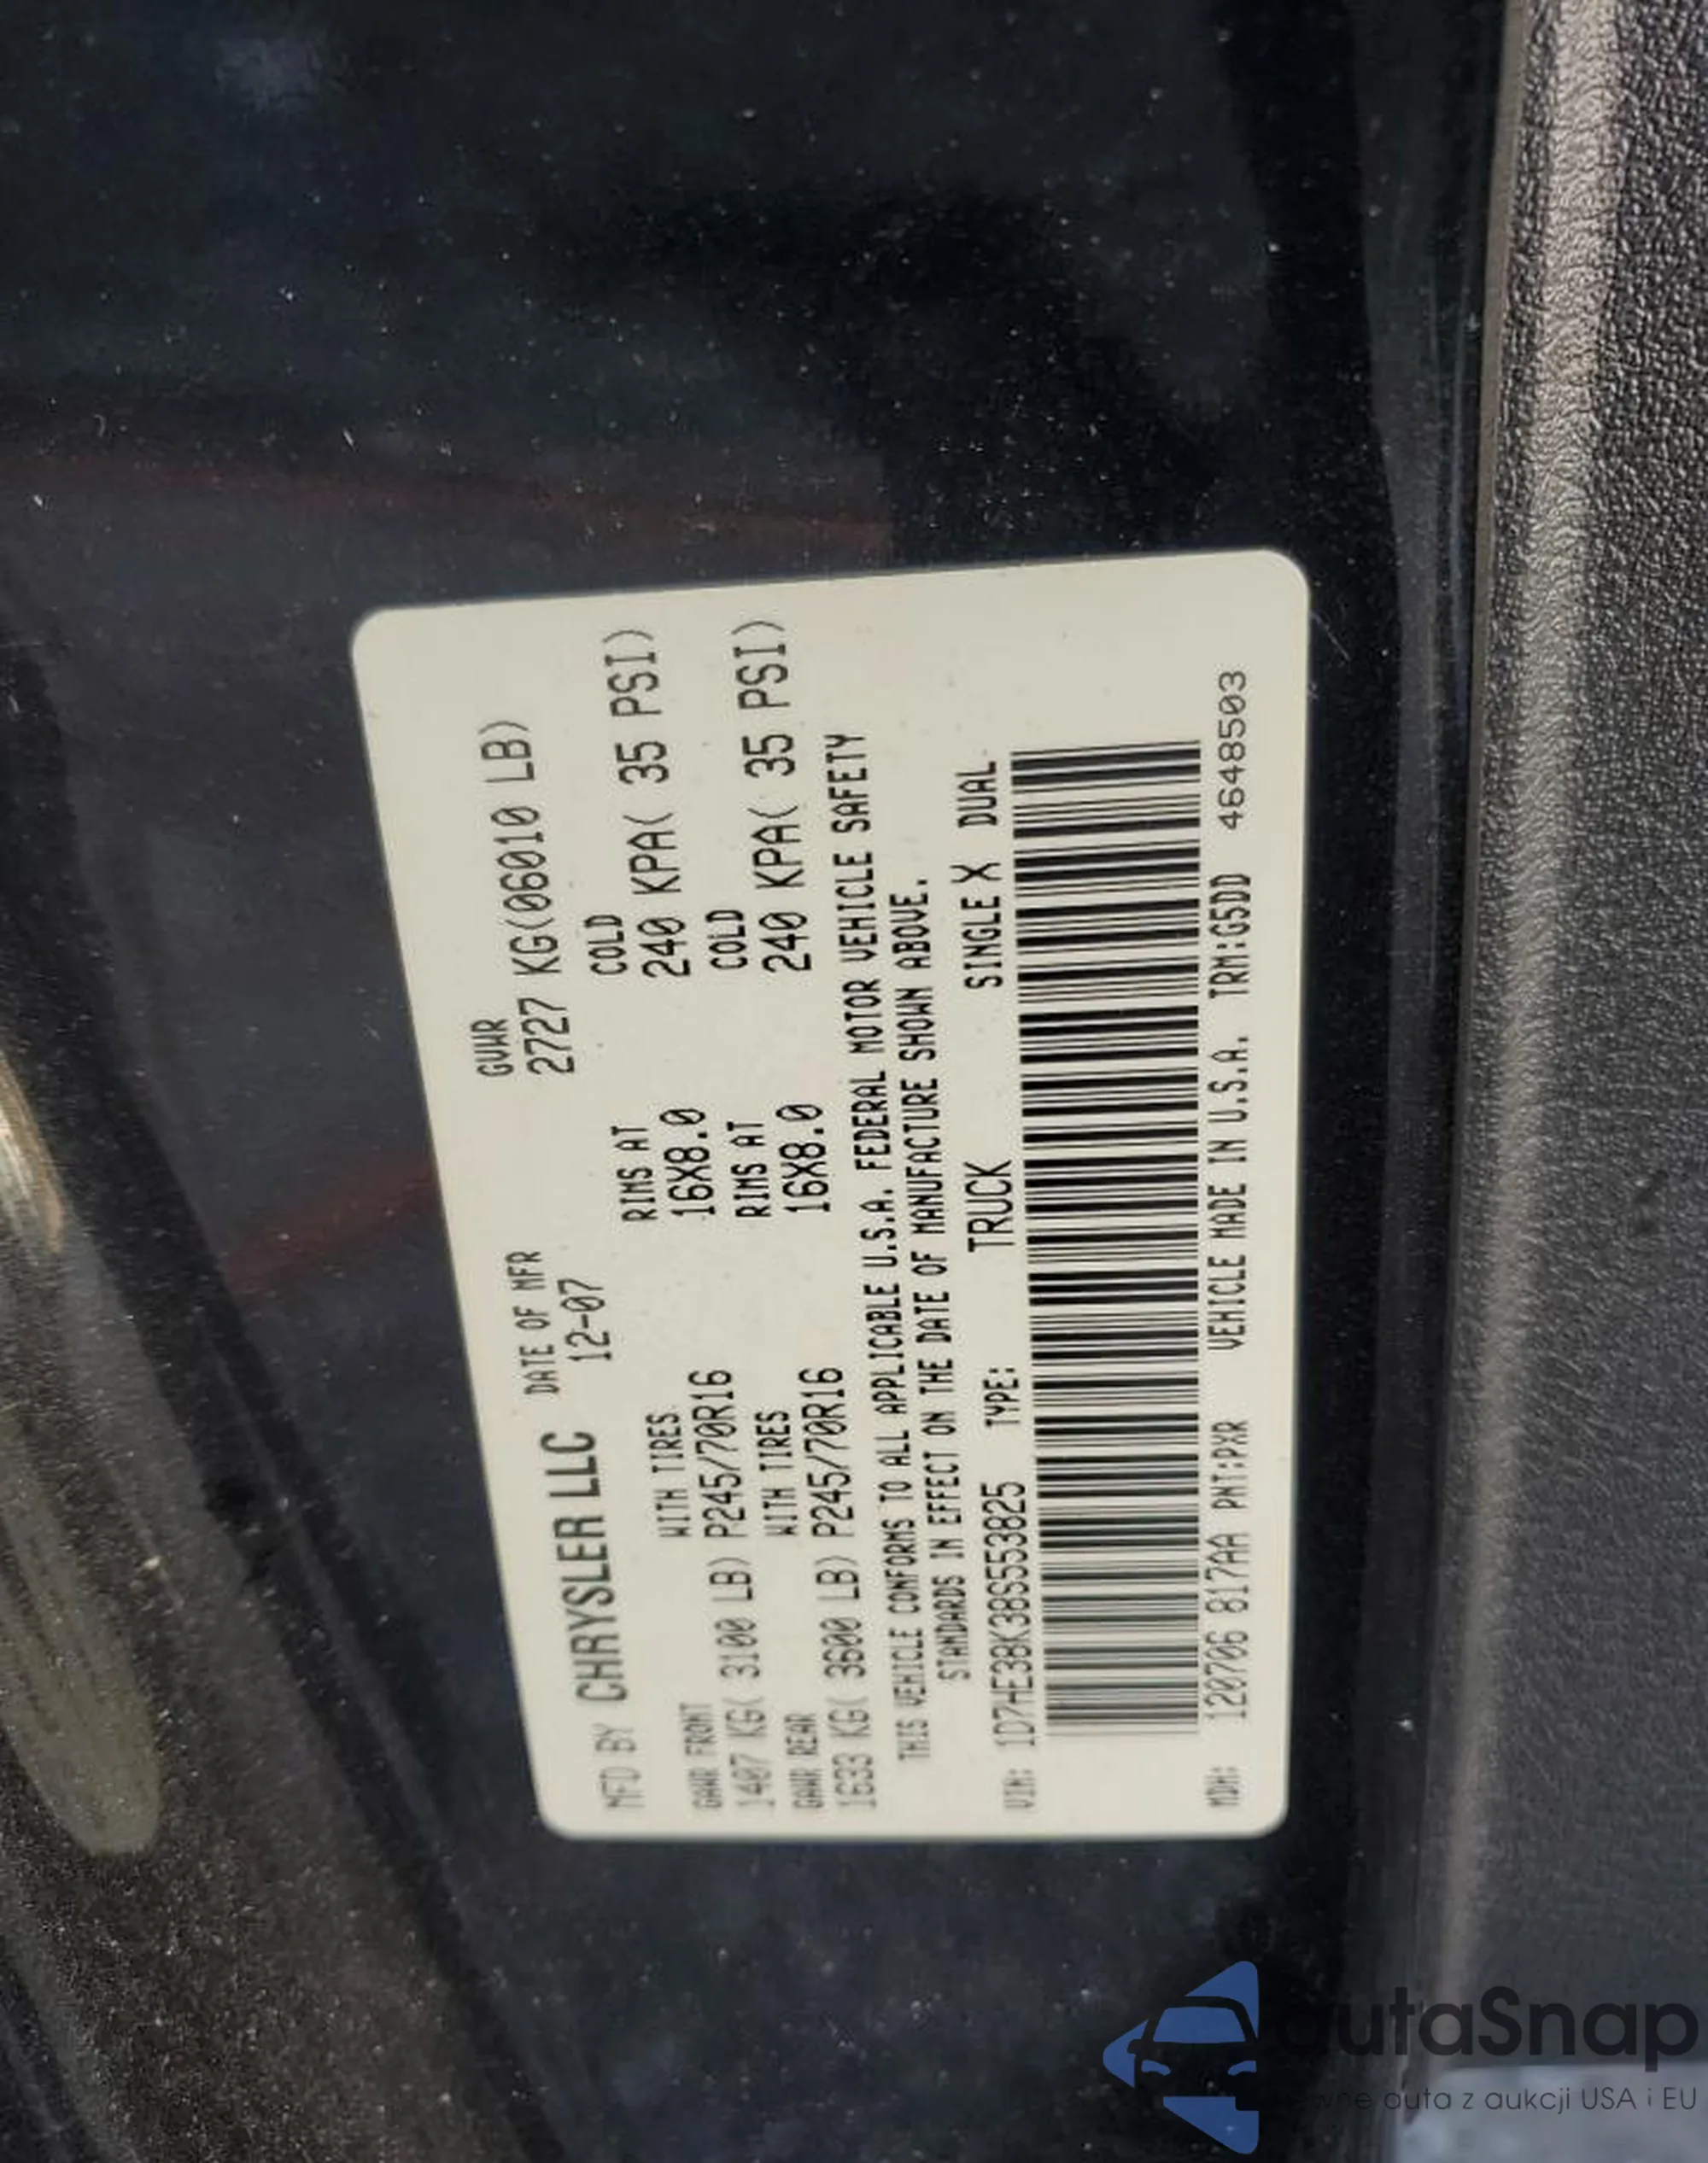 MFD BY CHRYSLER LLC DATE OF MFR 12-07 GVWR 2727 KG(06010 LB)
GAWR FRONT WITH TIRES RIMS AT COLD
1407 KG( 3100 LB) P245/70R16 16X8.0 240 KPA( 35 PSI)
GAWR REAR WITH TIRES RIMS AT COLD
1633 KG( 3600 LB) P245/70R16 16X8.0 240 KPA( 35 PSI)
THIS VEHICLE CONFORMS TO ALL APPLICABLE U.S.A. FEDERAL MOTOR VEHICLE SAFETY
STANDARDS IN EFFECT ON THE DATE OF MANUFACTURE SHOWN ABOVE.
VIN: 1D7HE38K38S553825 TYPE: TRUCK SINGLE X DUAL
MDH: 120706 817AA PNT:PXR VEHICLE MADE IN U.S.A. TRM:G5DD 4648503
autaSnap
auta z aukcji USA i EU